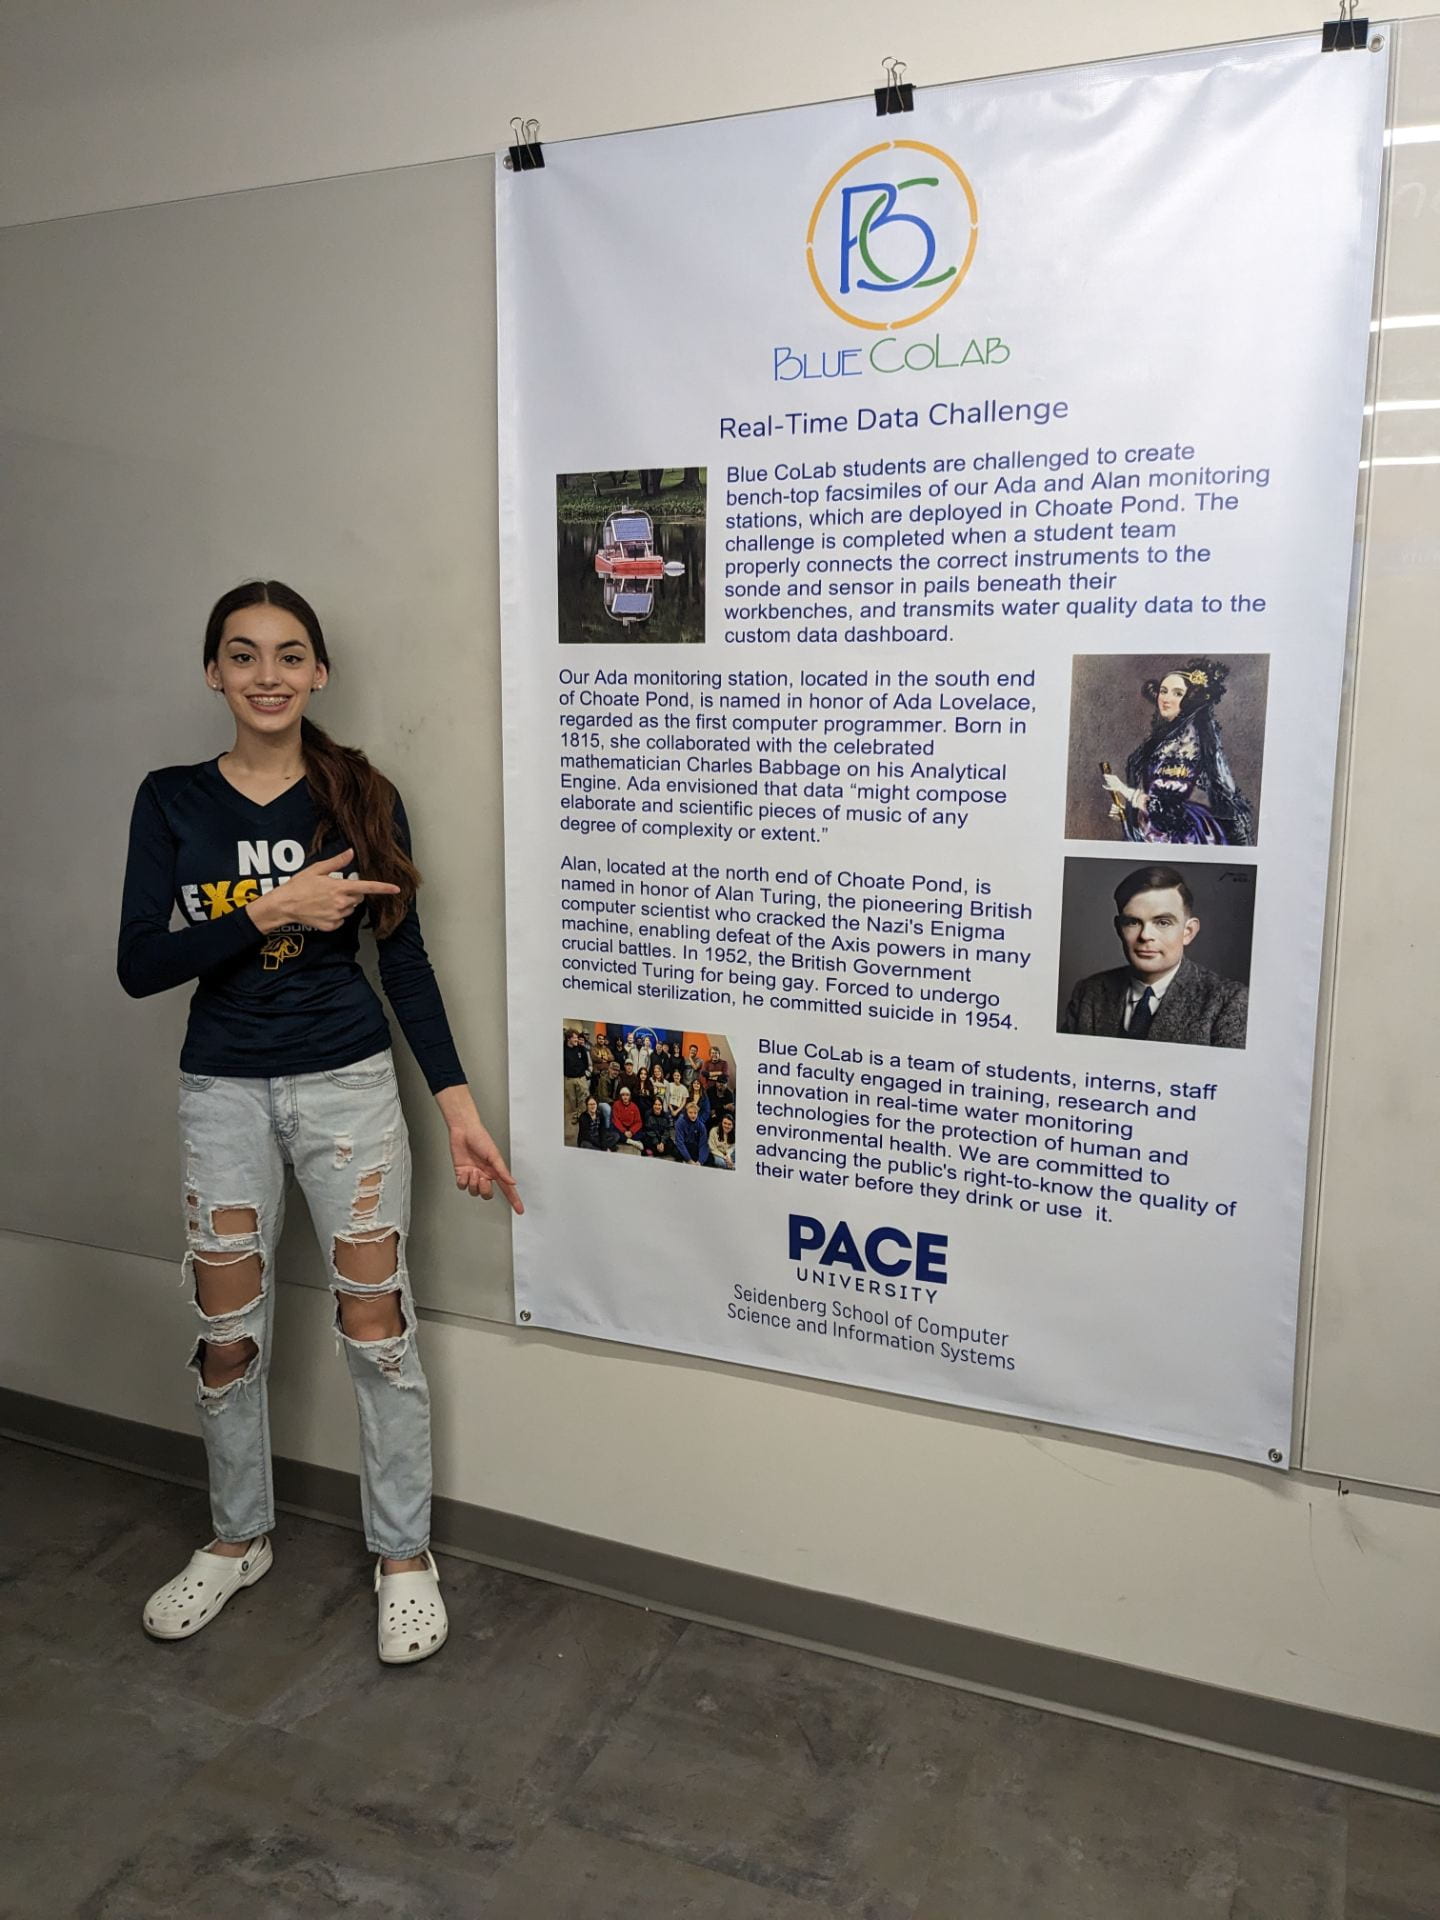 NO
BC
BLUE COLAB
Real-Time Data Challenge
Blue CoLab students are challenged to create
bench-top facsimiles of our Ada and Alan monitoring
stations, which are deployed in Choate Pond. The
challenge is completed when a student team
properly connects the correct instruments to the
sonde and sensor in pails beneath their
workbenches, and transmits water quality data to the
custom data dashboard.
Our Ada monitoring station, located in the south end
of Choate Pond, is named in honor of Ada Lovelace,
regarded as the first computer programmer. Born in
1815, she collaborated with the celebrated
mathematician Charles Babbage on his Analytical
Engine. Ada envisioned that data “might compose
elaborate and scientific pieces of music of any
degree of complexity or extent.”
Alan, located at the north end of Choate Pond, is
named in honor of Alan Turing, the pioneering British
computer scientist who cracked the Nazi's Enigma
machine, enabling defeat of the Axis powers in many
crucial battles. In 1952, the British Government
convicted Turing for being gay. Forced to undergo
chemical sterilization, he committed suicide in 1954.
Blue CoLab is a team of students, interns, staff
and faculty engaged in training, research and
innovation in real-time water monitoring
technologies for the protection of human and
environmental health. We are committed to
advancing the public's right-to-know the quality of
their water before they drink or use it.
PACE
UNIVERSITY
Seidenberg School of Computer
Science and Information Systems